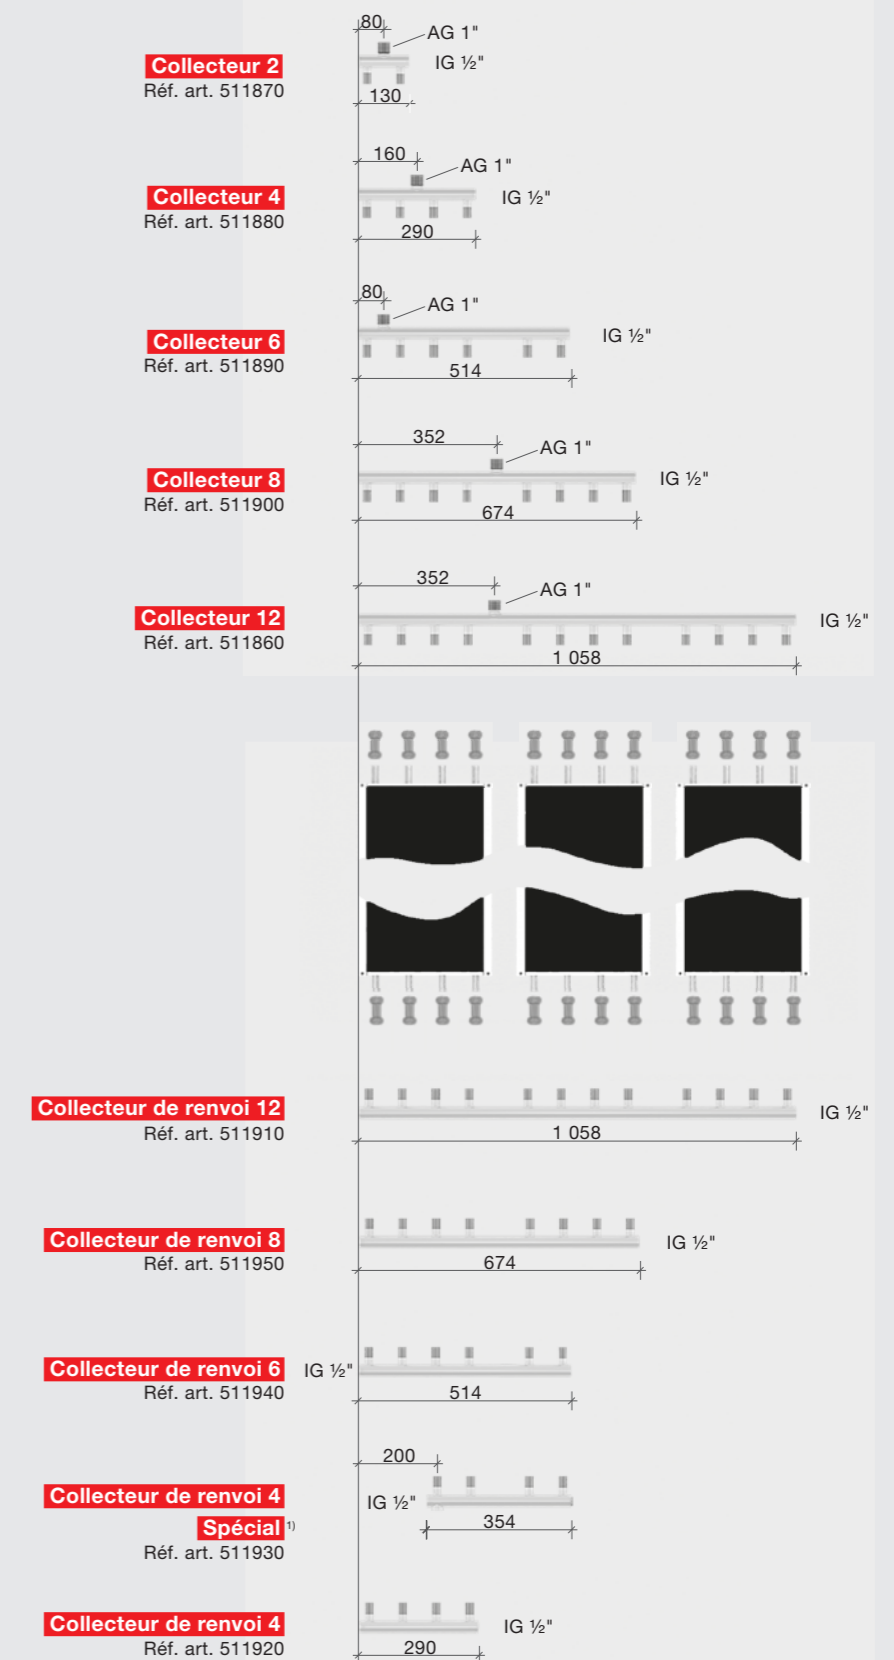 80
AG 1"
Collecteur 2
IG ½"
Réf. art. 511870
130
160
AG 1"
Collecteur 4
IG ½"
Réf. art. 511880
290
80
AG 1"
Collecteur 6
IG ½"
Réf. art. 511890
514
352
AG 1"
Collecteur 8
IG ½"
Réf. art. 511900
674
352
AG 1"
Collecteur 12
IG ½"
Réf. art. 511860
1 058
Collecteur de renvoi 12
IG ½"
Réf. art. 511910
1 058
Collecteur de renvoi 8
IG ½"
Réf. art. 511950
674
Collecteur de renvoi 6
IG ½"
Réf. art. 511940
514
200
Collecteur de renvoi 4
IG ½"
Spécial 1)
354
Réf. art. 511930
Collecteur de renvoi 4
IG ½"
Réf. art. 511920
290